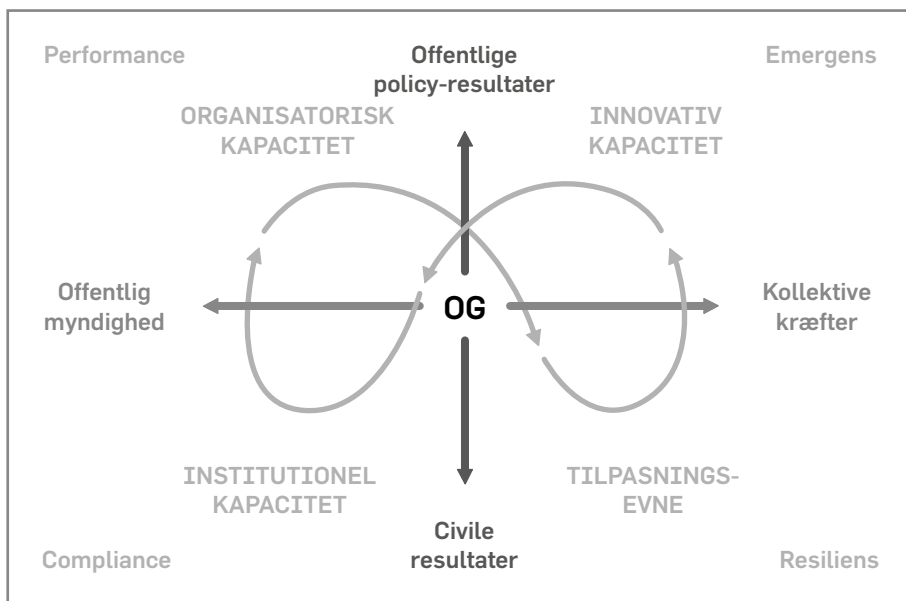 Performance
Offentlige
policy-resultater
Emergens
ORGANISATORISK
KAPACITET
INNOVATIV
KAPACITET
Offentlig
myndighed
OG
Kollektive
kræfter
INSTITUTIONEL
KAPACITET
TILPASNINGS-
EVNE
Civile
resultater
Compliance
Resiliens